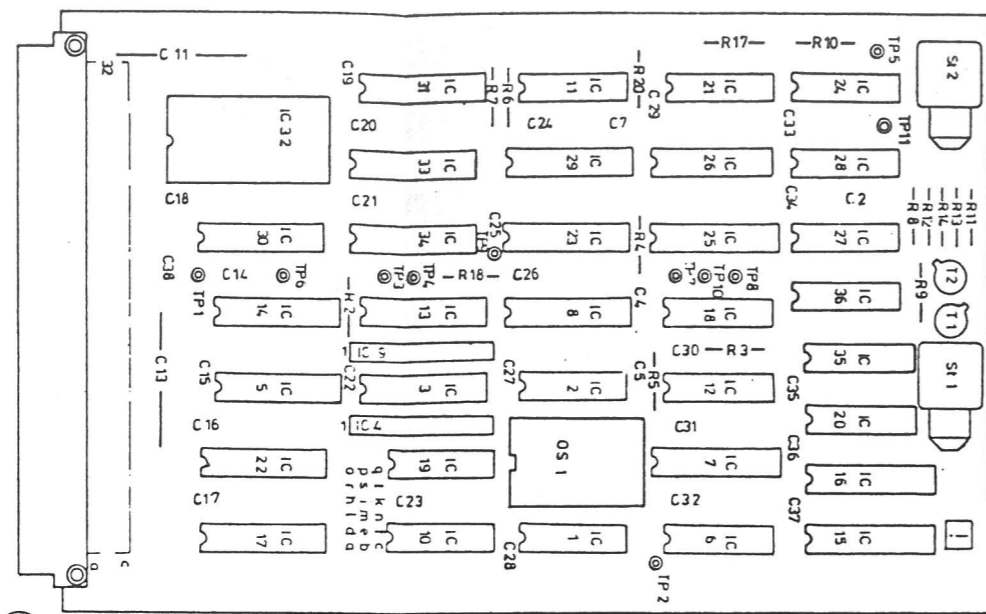 C 11
R17
R10
TP5
St 2
32
C19
IC 31
R7
R6
IC 11
R20
C29
IC 21
IC 24
IC 32
C20
C24
C7
C33
TP11
IC 33
IC 29
IC 26
IC 28
C18
C21
C25
C34
C2
R8
R12
R14
R13
R11
IC 30
IC 34
IC 23
R4
IC 25
IC 27
C38
TP1
C14
TP6
TP3
TP4
R18
C26
C4
TP10
TP8
R9
T2
IC 14
R2
IC 13
IC 8
IC 18
IC 36
T1
C13
1 IC 9
C30
R3
IC 35
St 1
C15
IC 5
C22
IC 3
C27
IC 2
C5
R5
IC 12
C35
C16
1 IC 4
OS 1
C31
IC 20
C36
IC 22
IC 19
IC 7
IC 16
C17
q i k n l c
p s i m e b
o r h l d a
C23
C32
C37
IC 17
IC 10
C28
IC 1
IC 6
IC 15
!
TP 2
a c